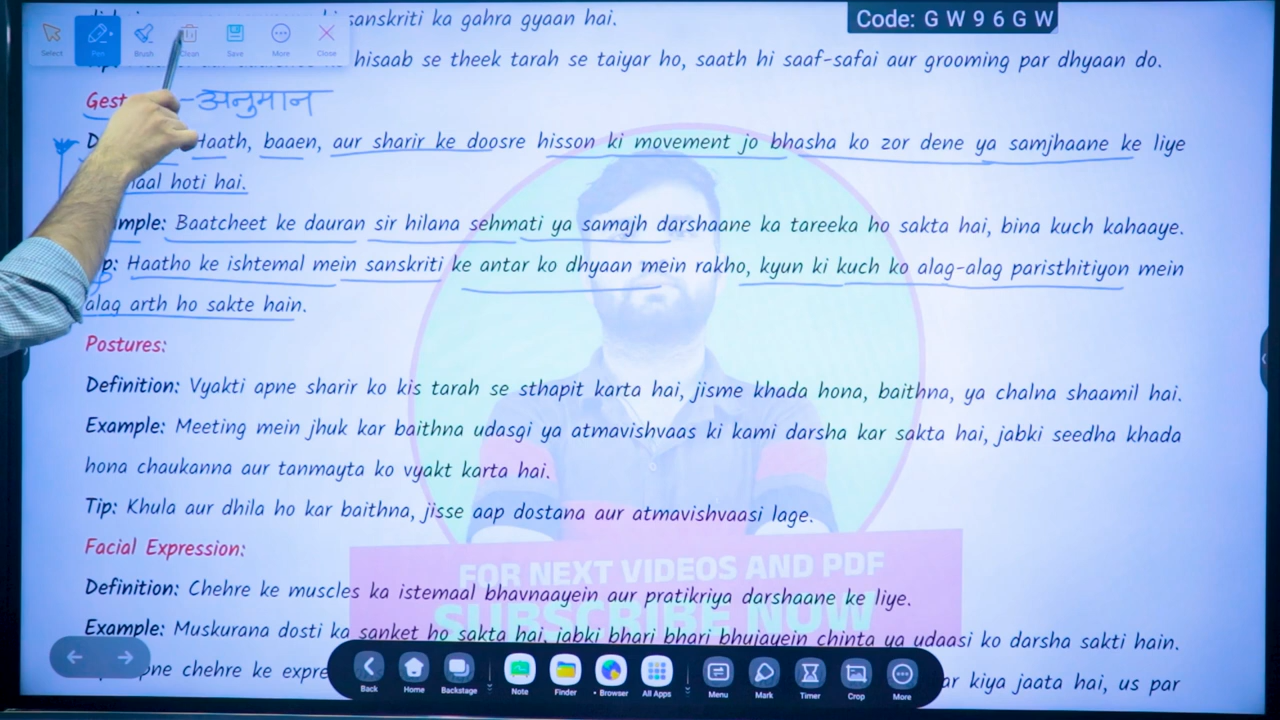 sanskriti ka gahra gyaan hai.
Code: G W 9 6 G W
Select
Pen
Brush
Clean
Save
More
Close
hisaab se theek tarah se taiyar ho, saath hi saaf-safai aur grooming par dhyaan do.
Gest
-अनुमान
D Haath, baaen, aur sharir ke doosre hisson ki movement jo bhasha ko zor dene ya samjhaane ke liye
maal hoti hai.
mple: Baatcheet ke dauran sir hilana sehmati ya samajh darshaane ka tareeka ho sakta hai, bina kuch kahaaye.
p: Haatho ke ishtemal mein sanskriti ke antar ko dhyaan mein rakho, kyun ki kuch ko alag-alag paristhitiyon mein
alag arth ho sakte hain.
Postures:
Definition: Vyakti apne sharir ko kis tarah se sthapit karta hai, jisme khada hona, baithna, ya chalna shaamil hai.
Example: Meeting mein jhuk kar baithna udasgi ya atmavishvaas ki kami darsha kar sakta hai, jabki seedha khada
hona chaukanna aur tanmayta ko vyakt karta hai.
Tip: Khula aur dhila ho kar baithna, jisse aap dostana aur atmavishvaasi lage.
Facial Expression:
FOR NEXT VIDEOS AND PDF
Definition: Chehre ke muscles ka istemaal bhavnaayein aur pratikriya darshaane ke liye.
SUBSCRIBE NOW
Example: Muskurana dosti ka sanket ho sakta hai, jabki bhari bhari bhujayein chinta ya udaasi ko darsha sakti hain.
pne chehre ke expre
ar kiya jaata hai, us par
Back
Home
Backstage
Note
Finder
Browser
All Apps
Menu
Mark
Timer
Crop
More